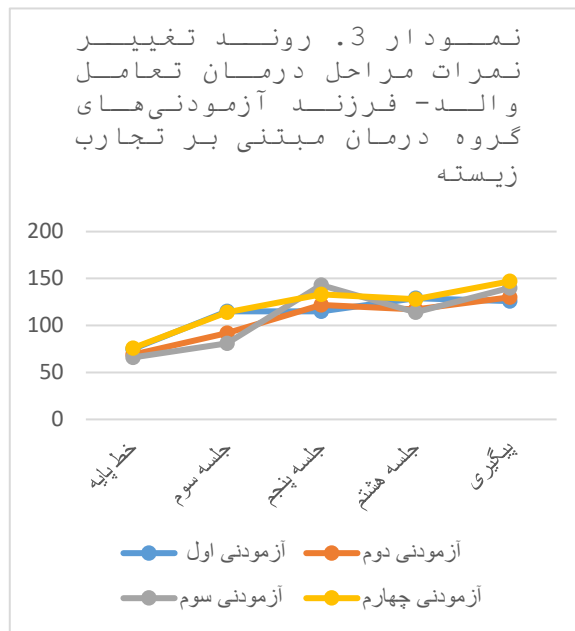 نمودار 3. روند تغییر
نمرات مراحل درمان تعامل
والد- فرزند آزمودنی‌های
گروه درمان مبتنی بر تجارب
زیسته
200
150
100
50
0
خط پایه
جلسه سوم
جلسه پنجم
جلسه هشتم
پیگیری
آزمودنی اول
آزمودنی دوم
آزمودنی سوم
آزمودنی چهارم